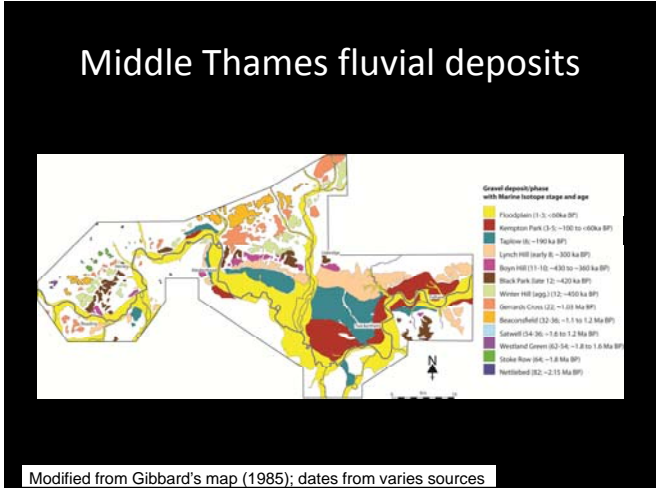 Middle Thames fluvial deposits
Gravel deposit/phase
with Marine Isotope stage and age
Floodplain (1-3; <60ka BP)
Kempton Park (3-5; ~100 to <60ka BP)
Taplow (6; ~190 ka BP)
Lynch Hill (early 8; ~300 ka BP)
Boyn Hill (11-10; ~430 to ~360 ka BP)
Black Park (late 12; ~420 ka BP)
Winter Hill (agg.) (12; ~450 ka BP)
Gerrards Cross (22; ~1.03 Ma BP)
Beaconsfield (32-36; ~1.1 to 1.2 Ma BP)
Satwell (54-36; ~1.6 to 1.2 Ma BP)
Westland Green (62-54; ~1.8 to 1.6 Ma BP)
Stoke Row (64; ~1.8 Ma BP)
Nettlebed (82; ~2.15 Ma BP)
N
Modified from Gibbard's map (1985); dates from varies sources